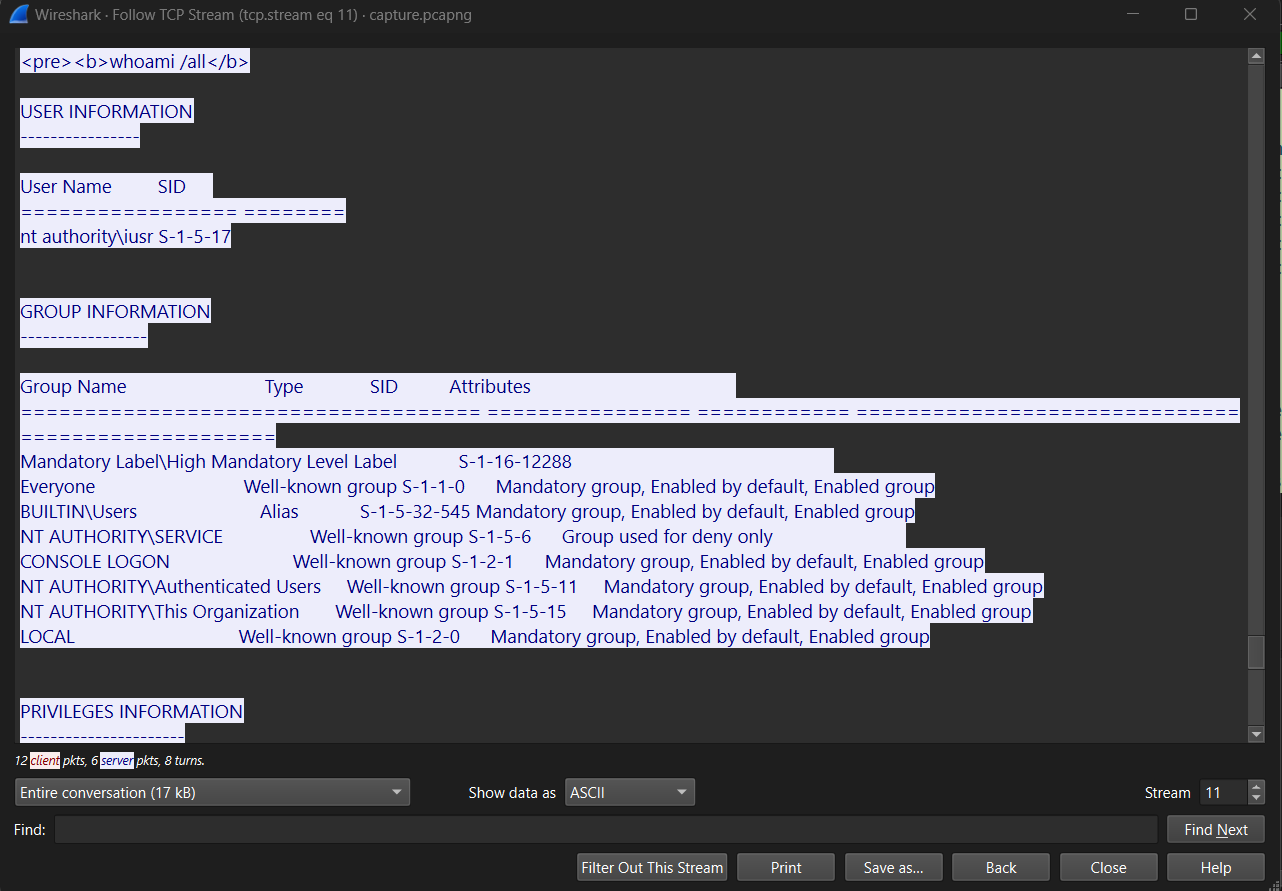 Wireshark · Follow TCP Stream (tcp.stream eq 11) · capture.pcapng
<pre><b>whoami /all</b>
USER INFORMATION
----------------
User Name SID
================= ========
nt authority\iusr S-1-5-17
GROUP INFORMATION
-----------------
Group Name Type SID Attributes
==================================== ================ ============ ==============================
====================
Mandatory Label\High Mandatory Level Label S-1-16-12288
Everyone Well-known group S-1-1-0 Mandatory group, Enabled by default, Enabled group
BUILTIN\Users Alias S-1-5-32-545 Mandatory group, Enabled by default, Enabled group
NT AUTHORITY\SERVICE Well-known group S-1-5-6 Group used for deny only
CONSOLE LOGON Well-known group S-1-2-1 Mandatory group, Enabled by default, Enabled group
NT AUTHORITY\Authenticated Users Well-known group S-1-5-11 Mandatory group, Enabled by default, Enabled group
NT AUTHORITY\This Organization Well-known group S-1-5-15 Mandatory group, Enabled by default, Enabled group
LOCAL Well-known group S-1-2-0 Mandatory group, Enabled by default, Enabled group
PRIVILEGES INFORMATION
----------------------
12 client pkts, 6 server pkts, 8 turns.
Entire conversation (17 kB) Show data as ASCII Stream 11
Find: Find Next
Filter Out This Stream Print Save as... Back Close Help